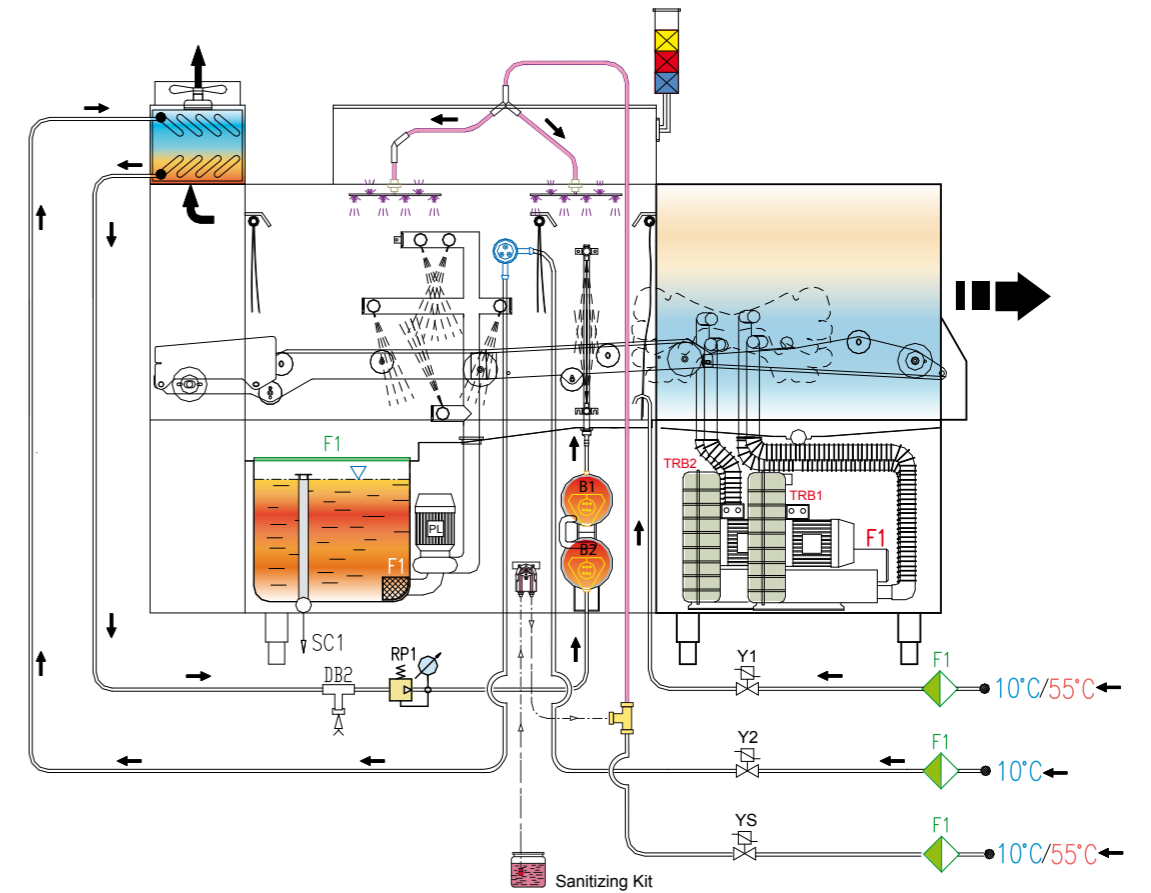 F1
PL
F1
B1
B2
TRB2
TRB1
F1
SC1
DB2
RP1
Y1
F1
10°C/55°C
Y2
F1
10°C
YS
F1
10°C/55°C
Sanitizing Kit